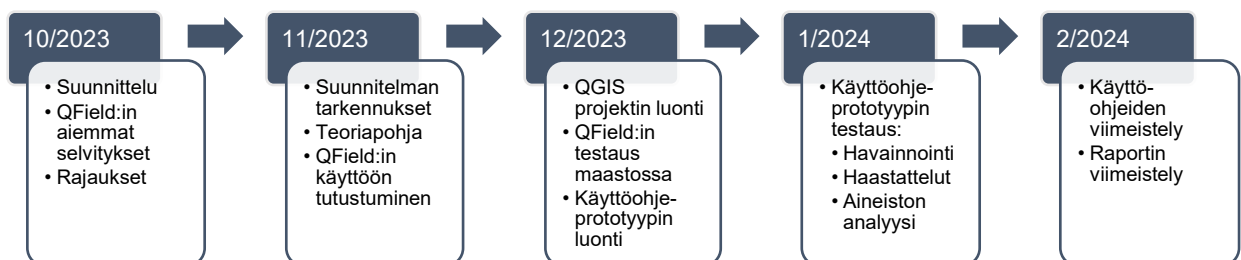 10/2023
• Suunnittelu
• QField:in
aiemmat
selvitykset
• Rajaukset
11/2023
• Suunnitelman
tarkennukset
• Teoriapohja
• QField:in
käyttöön
tutustuminen
12/2023
• QGIS
projektin luonti
• QField:in
testaus
maastossa
• Käyttöohje-
prototyypin
luonti
1/2024
• Käyttöohje-
prototyypin
testaus:
• Havainnointi
• Haastattelut
• Aineiston
analyysi
2/2024
• Käyttö-
ohjeiden
viimeistely
• Raportin
viimeistely